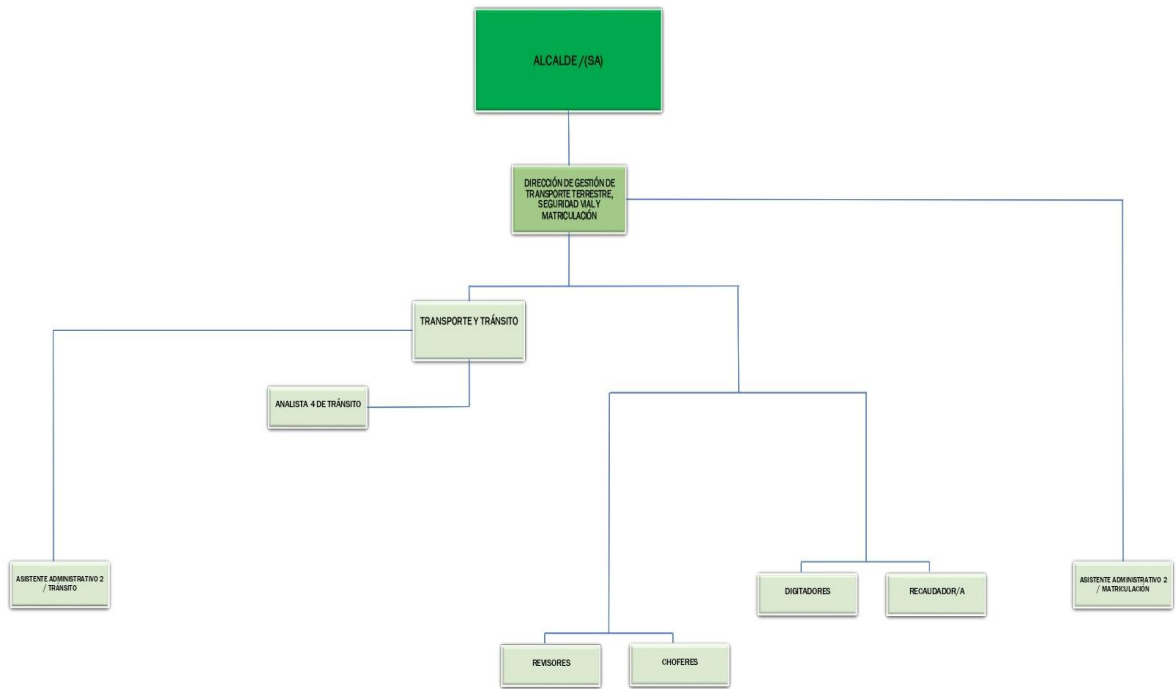 ALCALDE /(SA)
DIRECCIÓN DE GESTIÓN DE
TRANSPORTE TERRESTRE,
SEGURIDAD VIAL Y
MATRICULACIÓN
TRANSPORTE Y TRÁNSITO
ANALISTA 4 DE TRÁNSITO
ASISTENTE ADMINISTRATIVO 2
/ TRÁNSITO
DIGITADORES
RECAUDADOR/A
ASISTENTE ADMINISTRATIVO 2
/ MATRICULACIÓN
REVISORES
CHOFERES